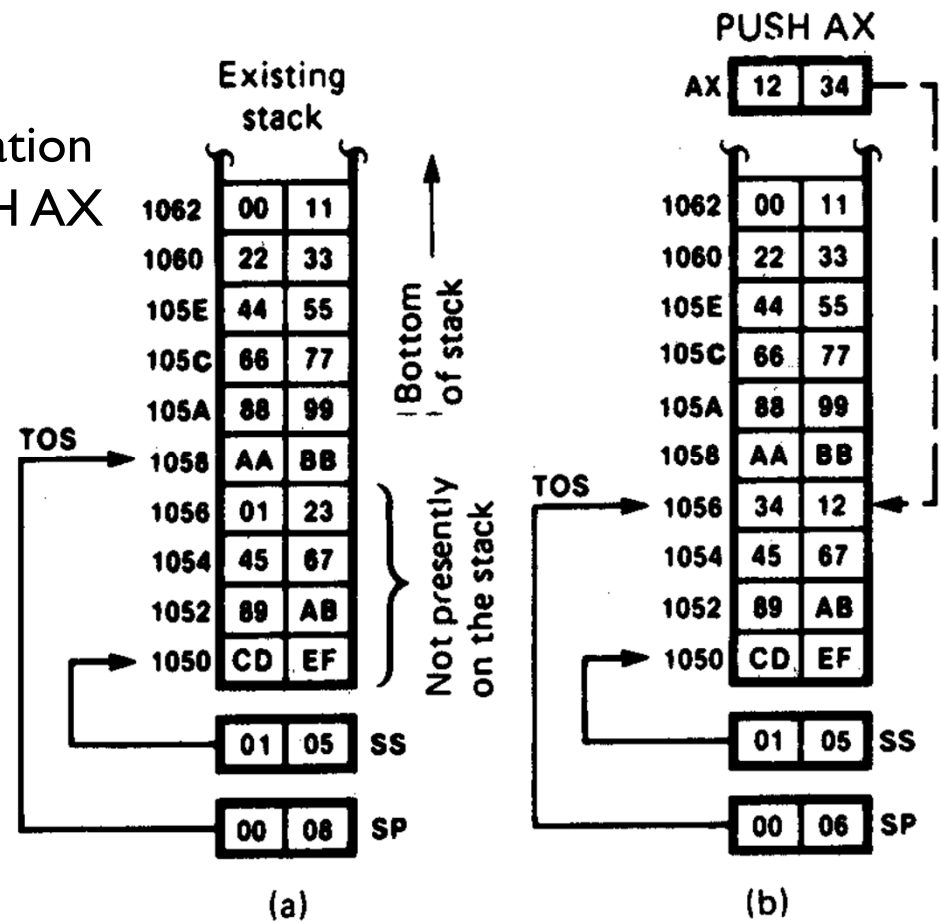 ation
H AX
Existing
stack
1062 00 11
1060 22 33
105E 44 55
105C 66 77
105A 88 99
TOS
1058 AA BB
1056 01 23
1054 45 67
1052 89 AB
1050 CD EF
Bottom
of stack
Not presently
on the stack
01 05 SS
00 08 SP
(a)
PUSH AX
AX 12 34
1062 00 11
1060 22 33
105E 44 55
105C 66 77
105A 88 99
1058 AA BB
TOS
1056 34 12
1054 45 67
1052 89 AB
1050 CD EF
01 05 SS
00 06 SP
(b)